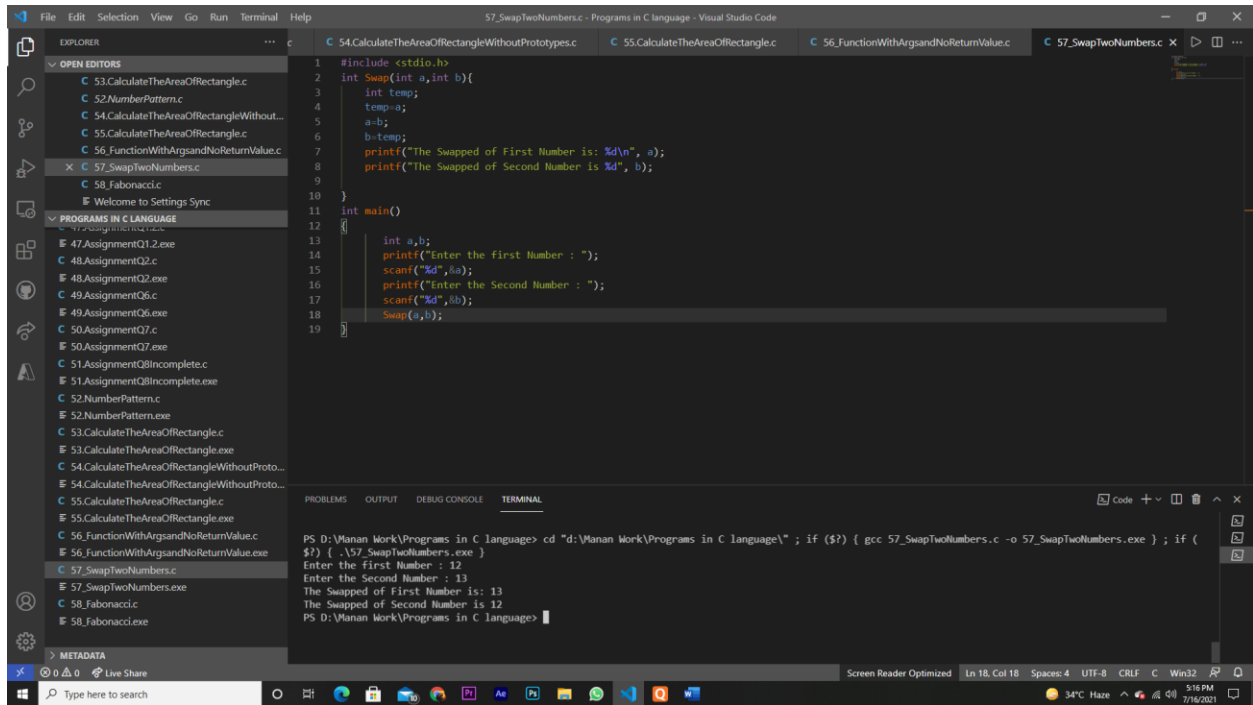 File Edit Selection View Go Run Terminal Help
57_SwapTwoNumbers.c - Programs in C language - Visual Studio Code
EXPLORER
OPEN EDITORS
C 53.CalculateTheAreaOfRectangle.c
C 52.NumberPattern.c
C 54.CalculateTheAreaOfRectangleWithout...
C 55.CalculateTheAreaOfRectangle.c
C 56_FunctionWithArgsandNoReturnValue.c
C 57_SwapTwoNumbers.c
C 58_Fabonacci.c
Welcome to Settings Sync
PROGRAMS IN C LANGUAGE
47.AssignmentQ1.2.exe
C 48.AssignmentQ2.c
48.AssignmentQ2.exe
C 49.AssignmentQ6.c
49.AssignmentQ6.exe
C 50.AssignmentQ7.c
50.AssignmentQ7.exe
C 51.AssignmentQ8Incomplete.c
51.AssignmentQ8Incomplete.exe
C 52.NumberPattern.c
52.NumberPattern.exe
C 53.CalculateTheAreaOfRectangle.c
53.CalculateTheAreaOfRectangle.exe
C 54.CalculateTheAreaOfRectangleWithoutProto...
54.CalculateTheAreaOfRectangleWithoutProto...
C 55.CalculateTheAreaOfRectangle.c
55.CalculateTheAreaOfRectangle.exe
C 56_FunctionWithArgsandNoReturnValue.c
56_FunctionWithArgsandNoReturnValue.exe
C 57_SwapTwoNumbers.c
57_SwapTwoNumbers.exe
C 58_Fabonacci.c
58_Fabonacci.exe
METADATA
C 54.CalculateTheAreaOfRectangleWithoutPrototypes.c
C 55.CalculateTheAreaOfRectangle.c
C 56_FunctionWithArgsandNoReturnValue.c
C 57_SwapTwoNumbers.c
1 #include <stdio.h>
2 int Swap(int a,int b){
3 int temp;
4 temp=a;
5 a=b;
6 b=temp;
7 printf("The Swapped of First Number is: %d\n", a);
8 printf("The Swapped of Second Number is %d", b);
9
10 }
11 int main()
12 {
13 int a,b;
14 printf("Enter the first Number : ");
15 scanf("%d",&a);
16 printf("Enter the Second Number : ");
17 scanf("%d",&b);
18 Swap(a,b);
19 }
PROBLEMS OUTPUT DEBUG CONSOLE TERMINAL
Code
PS D:\Manan Work\Programs in C language> cd "d:\Manan Work\Programs in C language\" ; if ($?) { gcc 57_SwapTwoNumbers.c -o 57_SwapTwoNumbers.exe } ; if (
$?) { .\57_SwapTwoNumbers.exe }
Enter the first Number : 12
Enter the Second Number : 13
The Swapped of First Number is: 13
The Swapped of Second Number is 12
PS D:\Manan Work\Programs in C language>
0 0 Live Share
Screen Reader Optimized Ln 18, Col 18 Spaces: 4 UTF-8 CRLF C Win32
Type here to search
Pr Ae Ps
34°C Haze
5:16 PM
7/16/2021